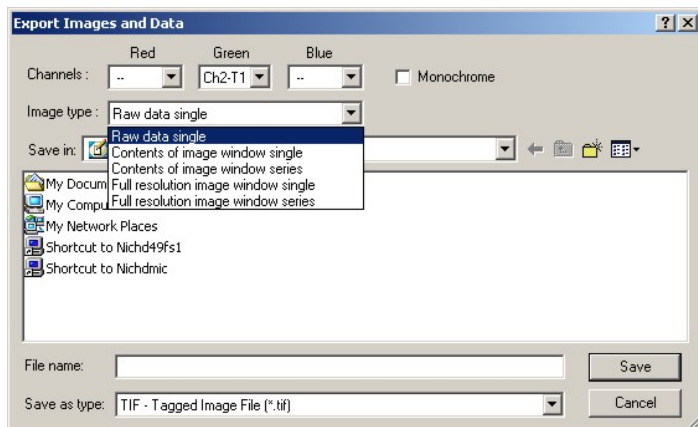 Export Images and Data
Red Green Blue
Channels : -- Ch2-T1 -- Monochrome
Image type : Raw data single
Raw data single
Save in:
Contents of image window single
Contents of image window series
Full resolution image window single
Full resolution image window series
My Docum
My Compu
My Network Places
Shortcut to Nichd49fs1
Shortcut to Nichdmic
File name: Save
Save as type: TIF - Tagged Image File (*.tif) Cancel